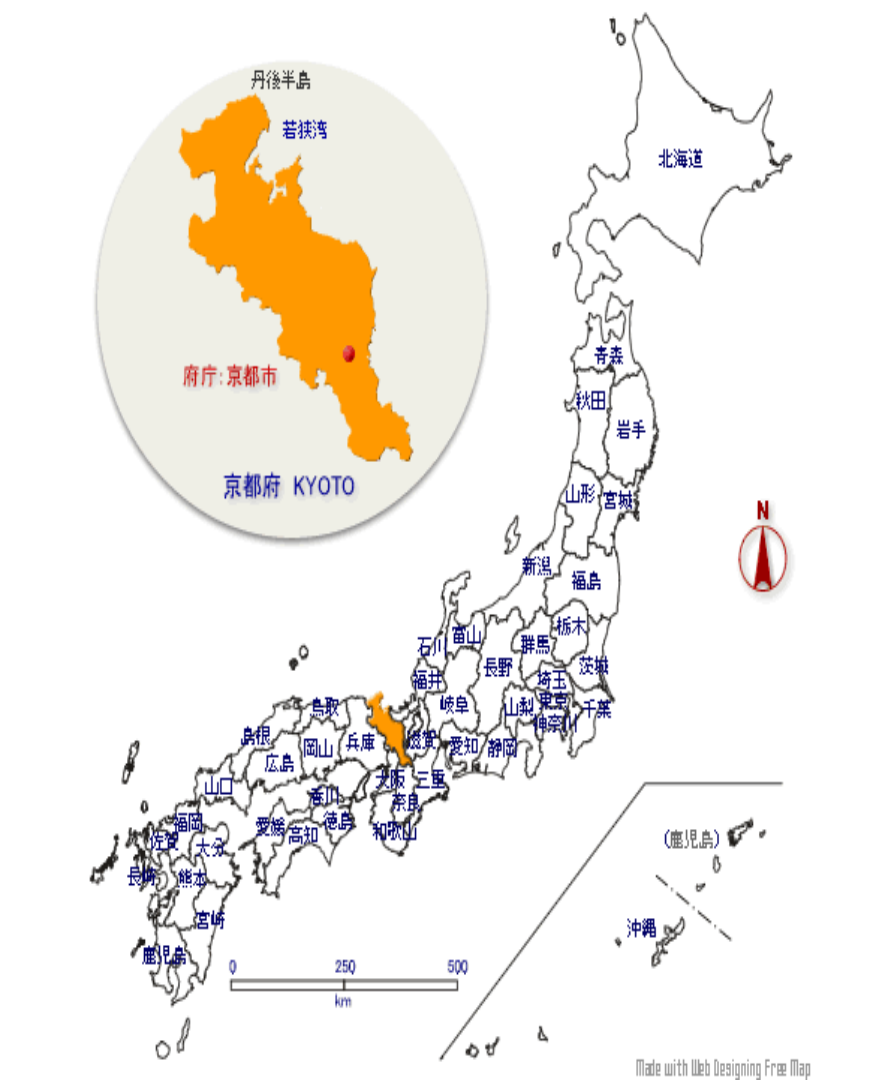 丹後半島
若狭湾
府庁:京都市
京都府 KYOTO
北海道
青森
秋田
岩手
山形
宮城
N
新潟
福島
栃木
群馬
富山
石川
茨城
長野
埼玉
福井
東京
岐阜
山梨
千葉
神奈川
鳥取
島根
滋賀
兵庫
岡山
愛知
静岡
広島
大阪
三重
山口
香川
奈良
徳島
福岡
愛媛
高知
和歌山
佐賀
大分
(鹿児島)
長崎
熊本
宮崎
沖縄
鹿児島
0 250 500
km
Made with Web Designing Free Map